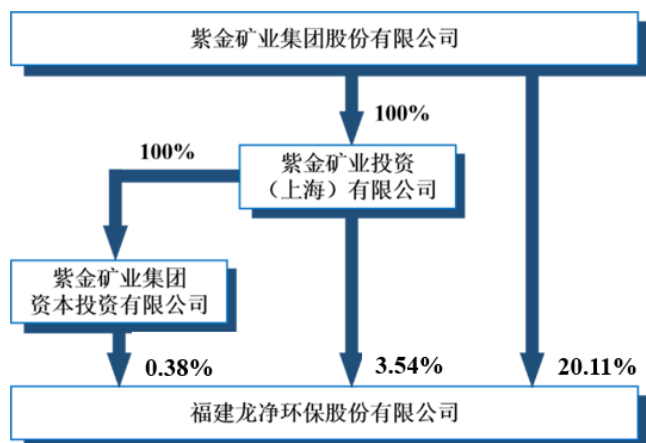 紫金矿业集团股份有限公司
100%
100%
紫金矿业投资
（上海）有限公司
紫金矿业集团
资本投资有限公司
0.38%
3.54%
20.11%
福建龙净环保股份有限公司